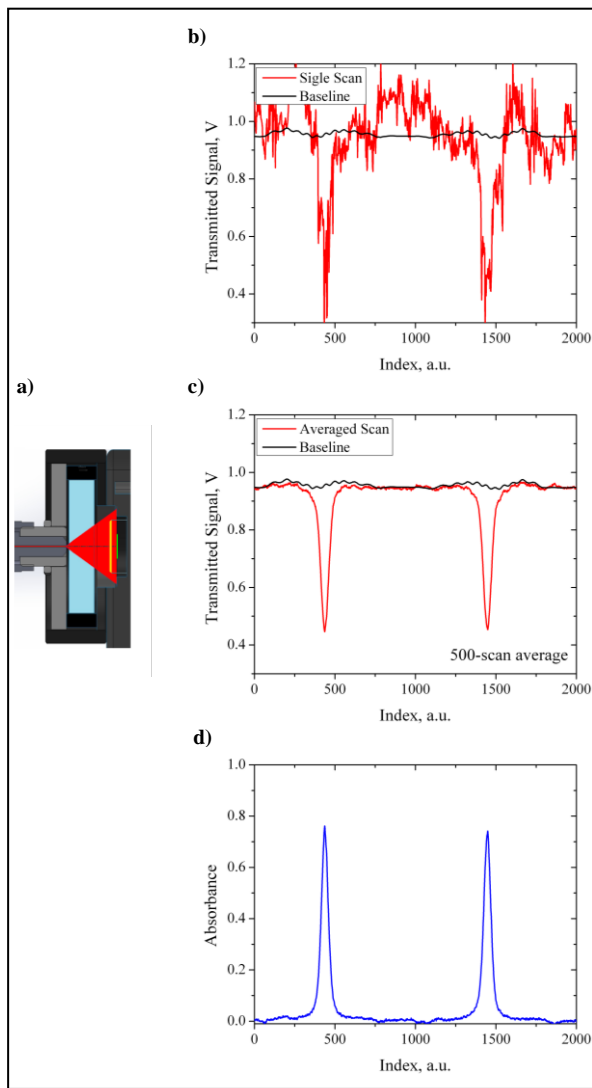 b)
1.2
1.0
0.8
0.6
0.4
Transmitted Signal, V
Sigle Scan
Baseline
0
500
1000
1500
2000
Index, a.u.
a)
c)
1.2
1.0
0.8
0.6
0.4
Transmitted Signal, V
Averaged Scan
Baseline
500-scan average
0
500
1000
1500
2000
Index, a.u.
d)
1.0
0.8
0.6
0.4
0.2
0.0
Absorbance
0
500
1000
1500
2000
Index, a.u.